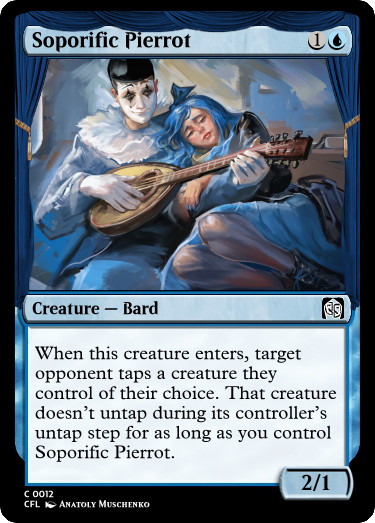 Soporific Pierrot 1
Creature — Bard
When this creature enters, target
opponent taps a creature they
control of their choice. That creature
doesn't untap during its controller's
untap step for as long as you control
Soporific Pierrot.
2/1
C 0012
CFL Anatoly Muschenko